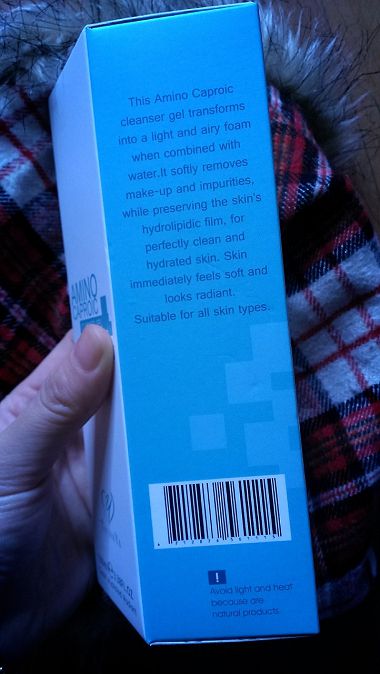 This Amino Caproic
cleanser gel transforms
into a light and airy foam
when combined with
water.It softly removes
make-up and impurities,
while preserving the skin's
hydrolipidic film, for
perfectly clean and
hydrated skin. Skin
immediately feels soft and
looks radiant.
Suitable for all skin types.
AMINO
CAPROIC
!
Avoid light and heat
because are
natural products.